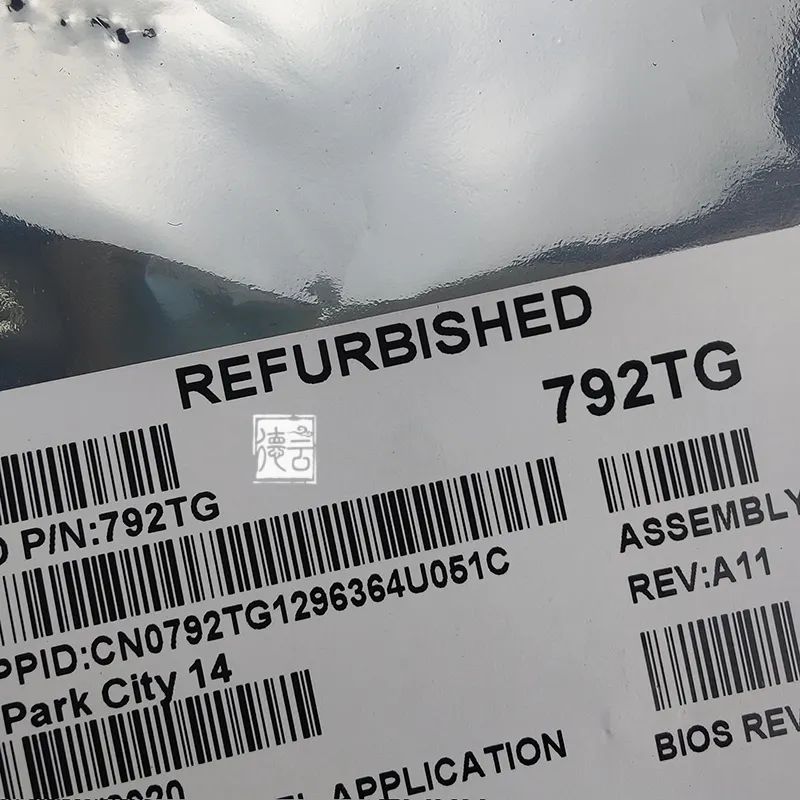 REFURBISHED
792TG
P/N:792TG
ASSEMBLY
REV:A11
PPID:CN0792TG1296364U051C
Park City 14
BIOS REV
APPLICATION